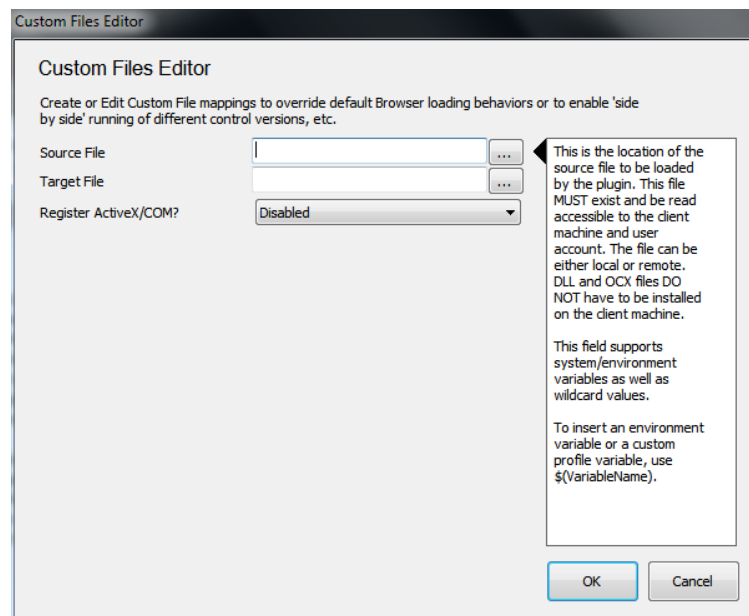 Custom Files Editor
Custom Files Editor
Create or Edit Custom File mappings to override default Browser loading behaviors or to enable 'side
by side' running of different control versions, etc.
Source File
...
Target File
...
Register ActiveX/COM?
Disabled
This is the location of the
source file to be loaded
by the plugin. This file
MUST exist and be read
accessible to the client
machine and user
account. The file can be
either local or remote.
DLL and OCX files DO
NOT have to be installed
on the client machine.
This field supports
system/environment
variables as well as
wildcard values.
To insert an environment
variable or a custom
profile variable, use
$(VariableName).
OK
Cancel